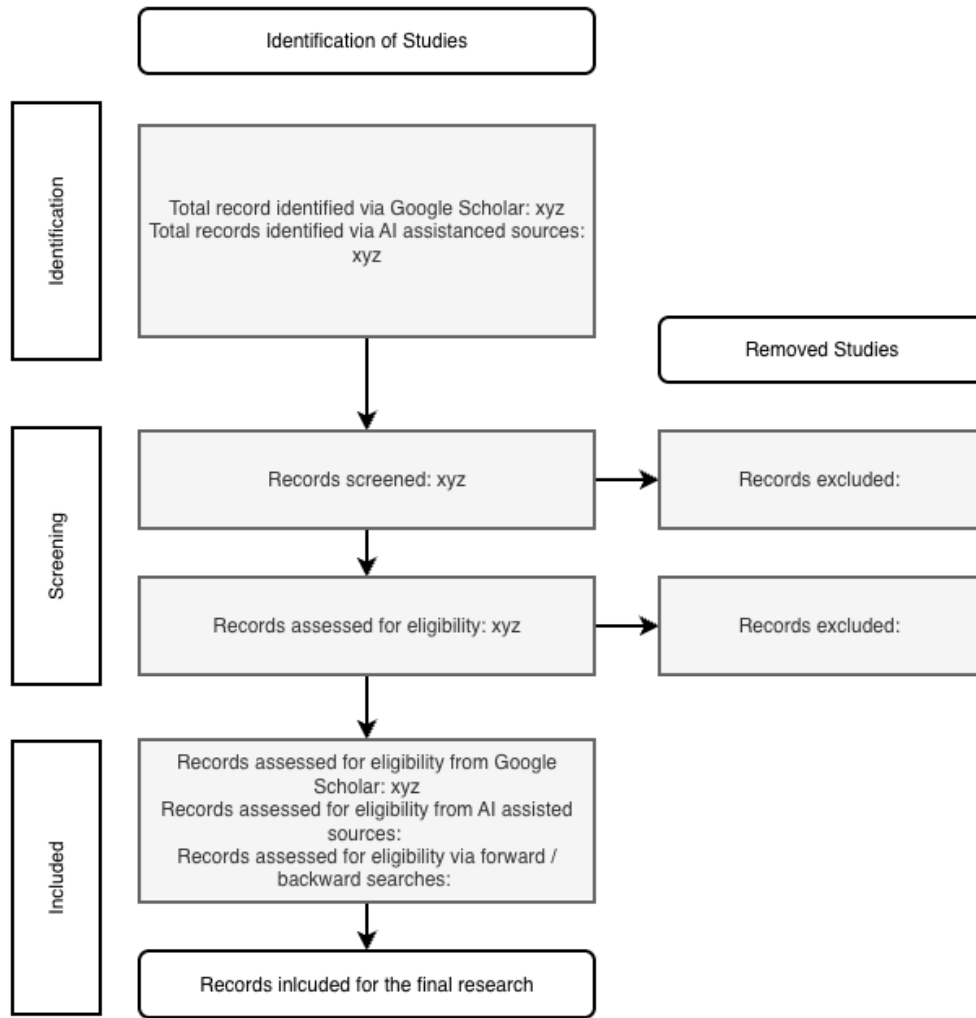 Identification of Studies
Identification
Total record identified via Google Scholar: xyz
Total records identified via AI assistanced sources:
xyz
Removed Studies
Screening
Records screened: xyz
Records excluded:
Records assessed for eligibility: xyz
Records excluded:
Included
Records assessed for eligibility from Google
Scholar: xyz
Records assessed for eligibility from AI assisted
sources:
Records assessed for eligibility via forward /
backward searches:
Records inlcuded for the final research